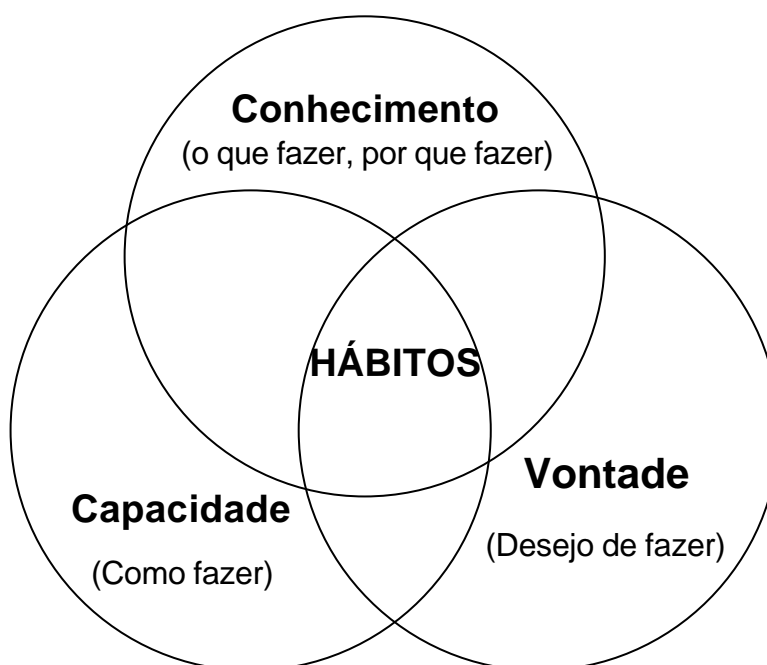 Conhecimento
(o que fazer, por que fazer)
HÁBITOS
Vontade
(Desejo de fazer)
Capacidade
(Como fazer)